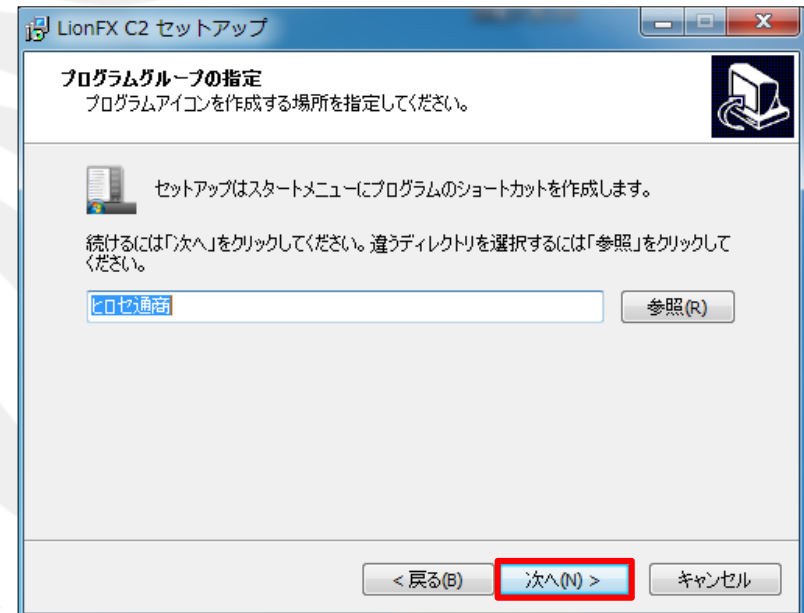 LionFX C2 セットアップ
プログラムグループの指定
プログラムアイコンを作成する場所を指定してください。
セットアップはスタートメニューにプログラムのショートカットを作成します。
続けるには「次へ」をクリックしてください。違うディレクトリを選択するには「参照」をクリックして
ください。
ヒロセ通商
参照(R)
< 戻る(B)
次へ(N) >
キャンセル